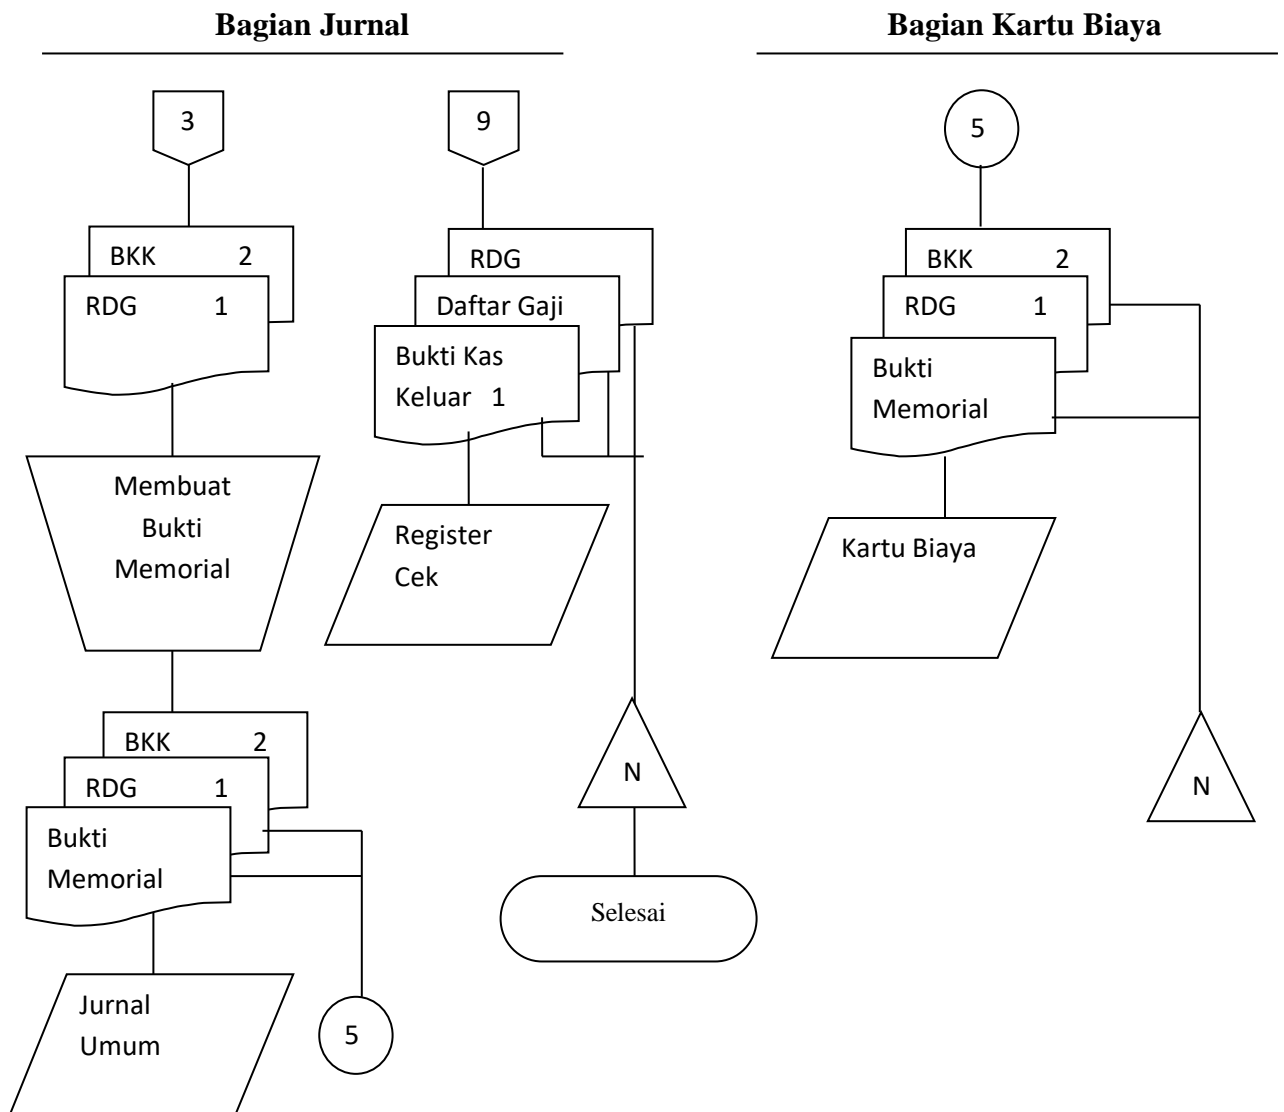 Bagian Jurnal
Bagian Kartu Biaya
3
BKK 2
RDG 1
Membuat
Bukti
Memorial
BKK 2
RDG 1
Bukti
Memorial
Jurnal
Umum
5
9
RDG
Daftar Gaji
Bukti Kas
Keluar 1
Register
Cek
N
Selesai
5
BKK 2
RDG 1
Bukti
Memorial
Kartu Biaya
N